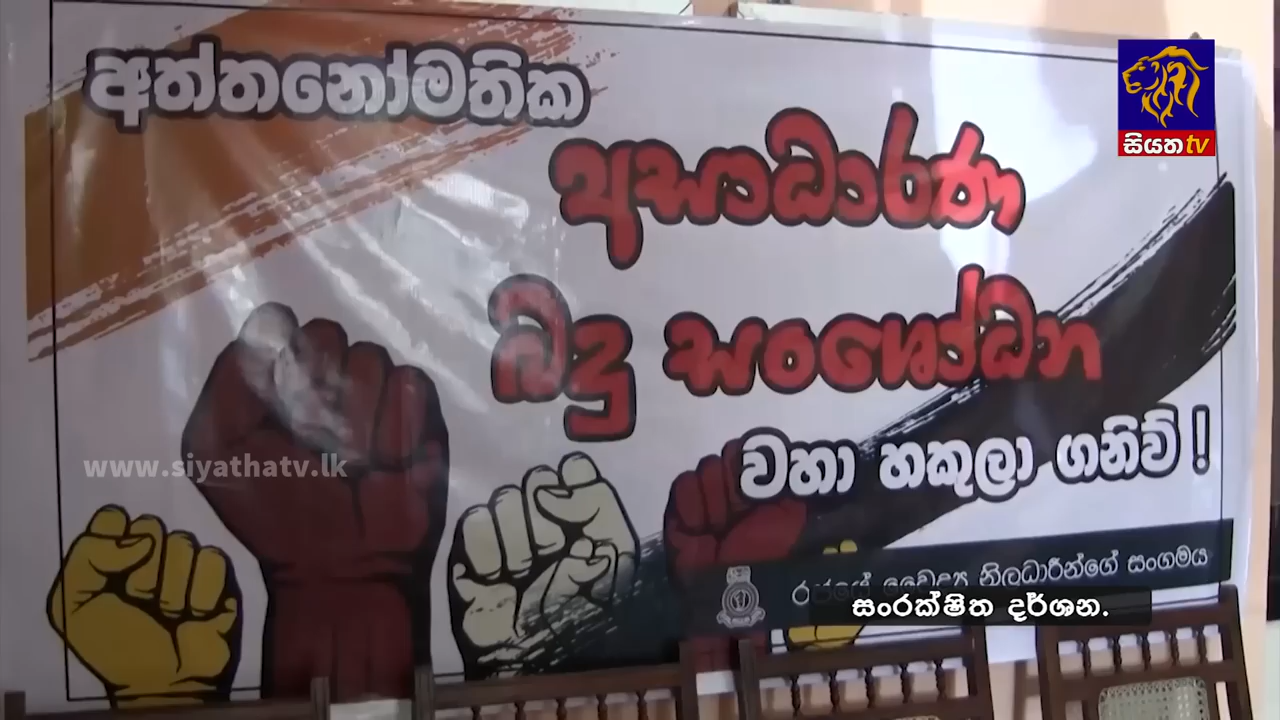 අත්තනෝමතික
සියත tv
අසාධාරණ
බදු සංශෝධන
වහා හකුලා ගනිව් !
www.siyathatv.lk
රජයේ වෛද්‍ය නිලධාරීන්ගේ සංගමය
සංරක්ෂිත දර්ශන.